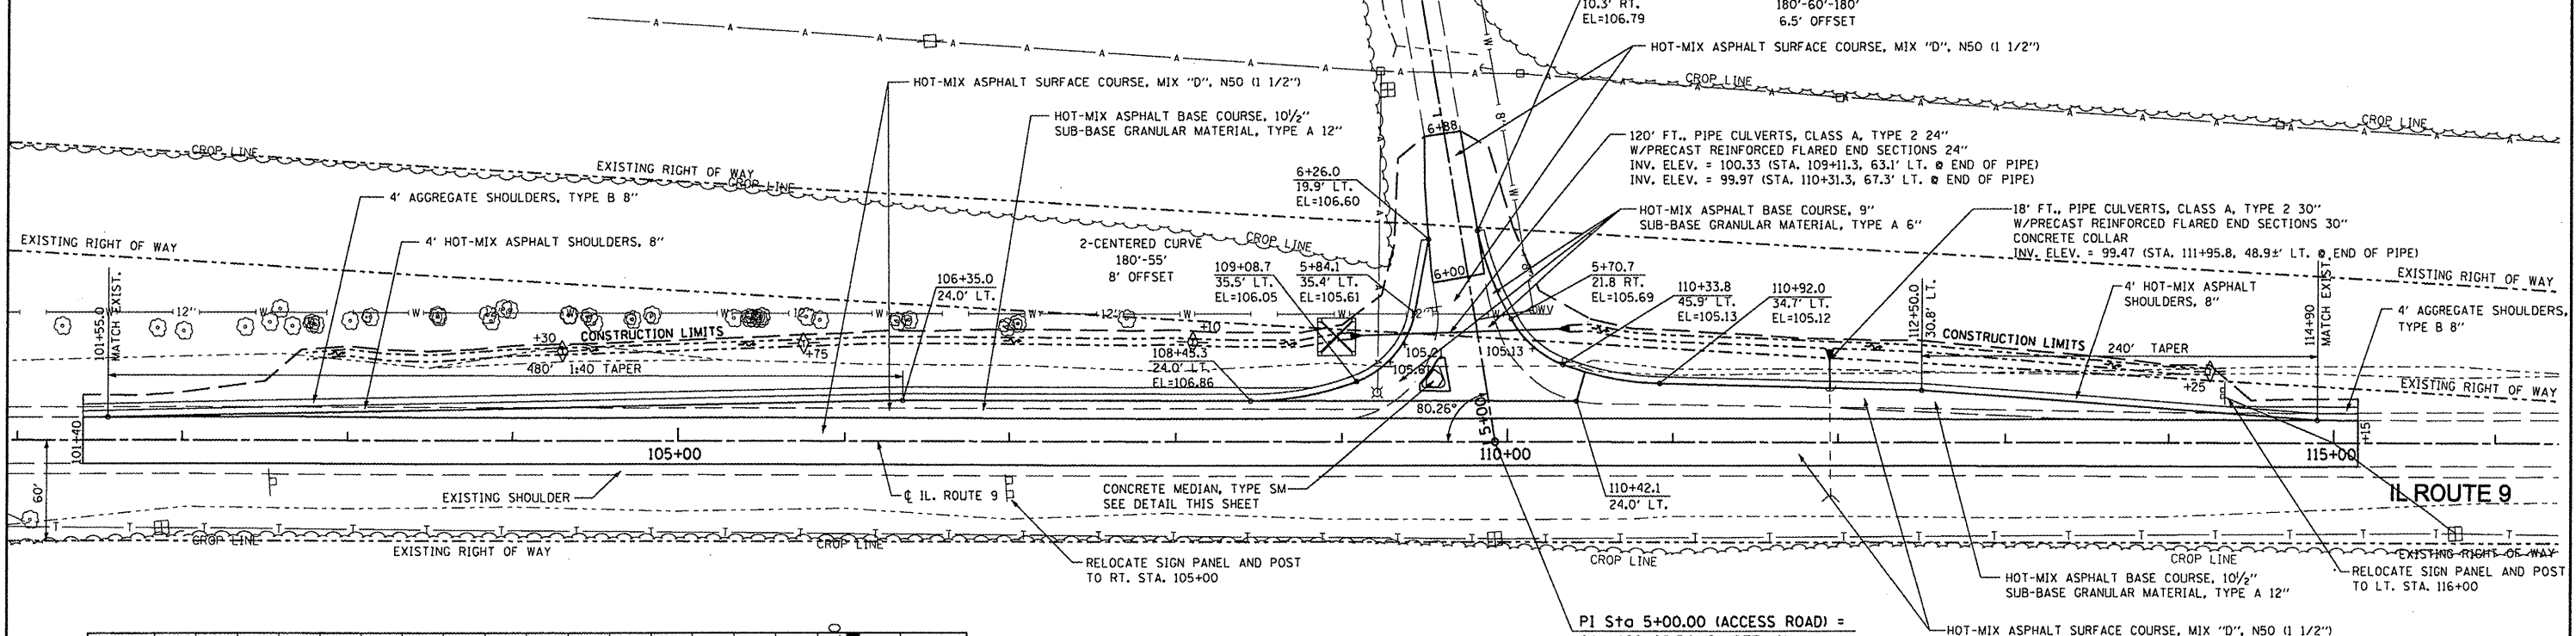 10.3' RT.
EL=106.79
180'-60'-180'
6.5' OFFSET
HOT-MIX ASPHALT SURFACE COURSE, MIX "D", N50 (1 1/2")
HOT-MIX ASPHALT SURFACE COURSE, MIX "D", N50 (1 1/2")
CROP LINE
CROP LINE
HOT-MIX ASPHALT BASE COURSE, 10½"
SUB-BASE GRANULAR MATERIAL, TYPE A 12"
6+88
120' FT., PIPE CULVERTS, CLASS A, TYPE 2 24"
W/PRECAST REINFORCED FLARED END SECTIONS 24"
INV. ELEV. = 100.33 (STA. 109+11.3, 63.1' LT. @ END OF PIPE)
INV. ELEV. = 99.97 (STA. 110+31.3, 67.3' LT. @ END OF PIPE)
CROP LINE
EXISTING RIGHT OF WAY
CROP LINE
6+26.0
19.9' LT.
EL=106.60
4' AGGREGATE SHOULDERS, TYPE B 8"
HOT-MIX ASPHALT BASE COURSE, 9"
SUB-BASE GRANULAR MATERIAL, TYPE A 6"
18' FT., PIPE CULVERTS, CLASS A, TYPE 2 30"
W/PRECAST REINFORCED FLARED END SECTIONS 30"
CONCRETE COLLAR
INV. ELEV. = 99.47 (STA. 111+95.8, 48.9±' LT. @ END OF PIPE)
EXISTING RIGHT OF WAY
4' HOT-MIX ASPHALT SHOULDERS, 8"
2-CENTERED CURVE
180'-55'
8' OFFSET
CROP LINE
EXISTING RIGHT OF WAY
101+55.0
MATCH EXIST.
106+35.0
24.0' LT.
109+08.7
35.5' LT.
EL=106.05
5+84.1
35.4' LT.
EL=105.61
6+00
5+70.7
21.8 RT.
EL=105.69
110+33.8
45.9' LT.
EL=105.13
110+92.0
34.7' LT.
EL=105.12
112+50.0
30.8' LT.
4' HOT-MIX ASPHALT
SHOULDERS, 8"
114+90
MATCH EXIST
4' AGGREGATE SHOULDERS,
TYPE B 8"
12"
12"
+30
CONSTRUCTION LIMITS
+75
+10
WV
CONSTRUCTION LIMITS
240' TAPER
480' 1:40 TAPER
108+45.3
24.0' LT.
EL=106.86
105.21
105.13
+25
EXISTING RIGHT OF WAY
80.26°
5+00
101+40
105+00
110+00
115+00
+15
60'
EXISTING SHOULDER
℄ IL. ROUTE 9
CONCRETE MEDIAN, TYPE SM
SEE DETAIL THIS SHEET
110+42.1
24.0' LT.
IL ROUTE 9
CROP LINE
EXISTING RIGHT OF WAY
CROP LINE
CROP LINE
EXISTING RIGHT OF WAY
CROP LINE
RELOCATE SIGN PANEL AND POST
TO RT. STA. 105+00
HOT-MIX ASPHALT BASE COURSE, 10½"
SUB-BASE GRANULAR MATERIAL, TYPE A 12"
RELOCATE SIGN PANEL AND POST
TO LT. STA. 116+00
PI Sta 5+00.00 (ACCESS ROAD) =
HOT-MIX ASPHALT SURFACE COURSE, MIX "D", N50 (1 1/2")